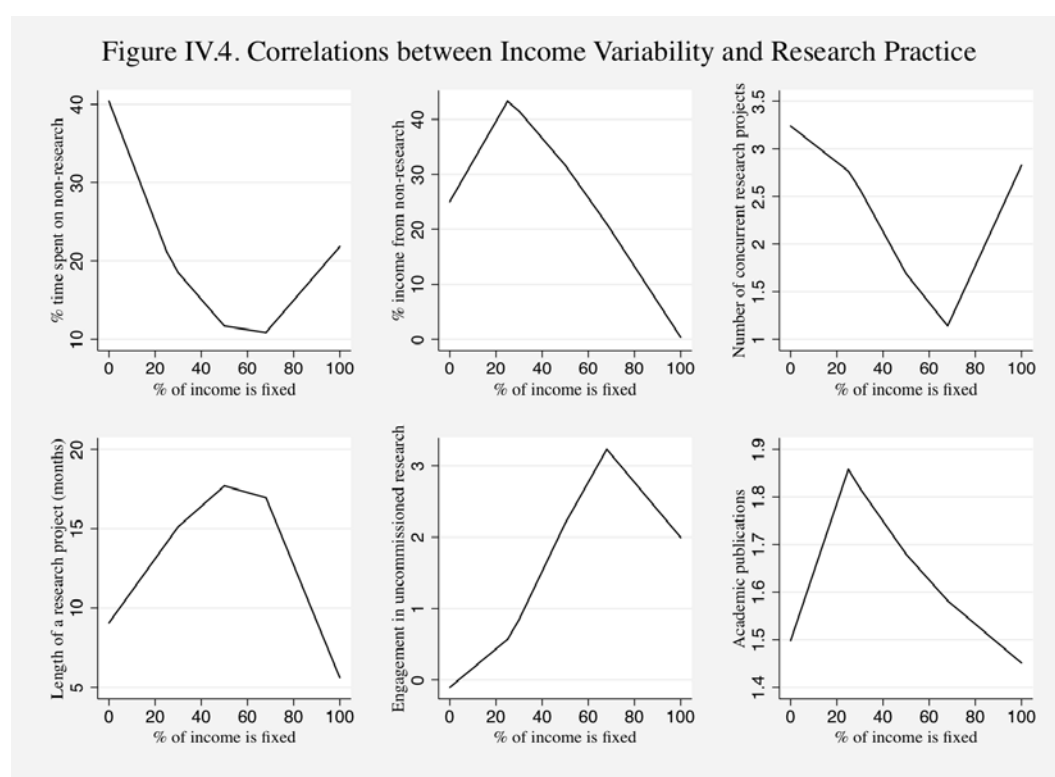 Figure IV.4. Correlations between Income Variability and Research Practice
% time spent on non-research
40
30
20
10
0 20 40 60 80 100
% of income is fixed
% income from non-research
40
30
20
10
0
0 20 40 60 80 100
% of income is fixed
Number of concurrent research projects
3.5
3
2.5
2
1.5
1
0 20 40 60 80 100
% of income is fixed
Length of a research project (months)
20
15
10
5
0 20 40 60 80 100
% of income is fixed
Engagement in uncommissioned research
3
2
1
0
0 20 40 60 80 100
% of income is fixed
Academic publications
1.9
1.8
1.7
1.6
1.5
1.4
0 20 40 60 80 100
% of income is fixed